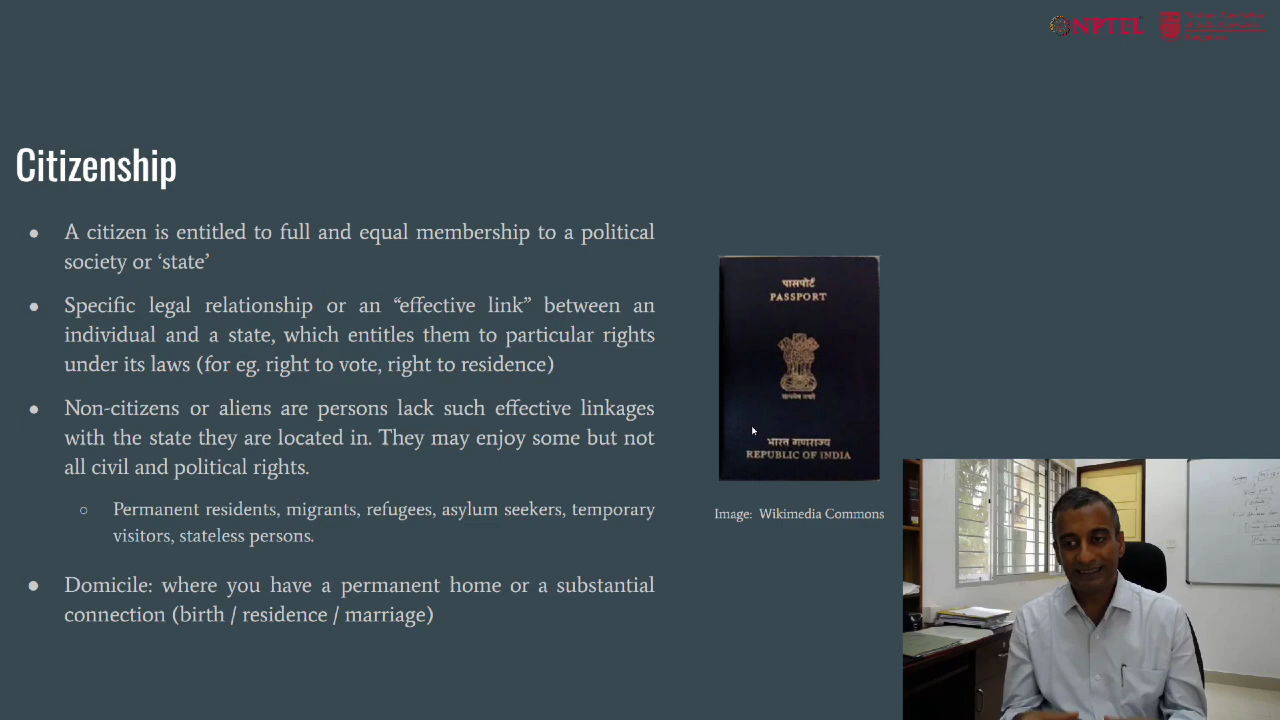 NPTEL
Citizenship
● A citizen is entitled to full and equal membership to a political
society or ‘state’
● Specific legal relationship or an “effective link” between an
individual and a state, which entitles them to particular rights
under its laws (for eg. right to vote, right to residence)
● Non-citizens or aliens are persons lack such effective linkages
with the state they are located in. They may enjoy some but not
all civil and political rights.
○ Permanent residents, migrants, refugees, asylum seekers, temporary
visitors, stateless persons.
● Domicile: where you have a permanent home or a substantial
connection (birth / residence / marriage)
पासपोर्ट
PASSPORT
सत्यमेव जयते
भारत गणराज्य
REPUBLIC OF INDIA
Image: Wikimedia Commons